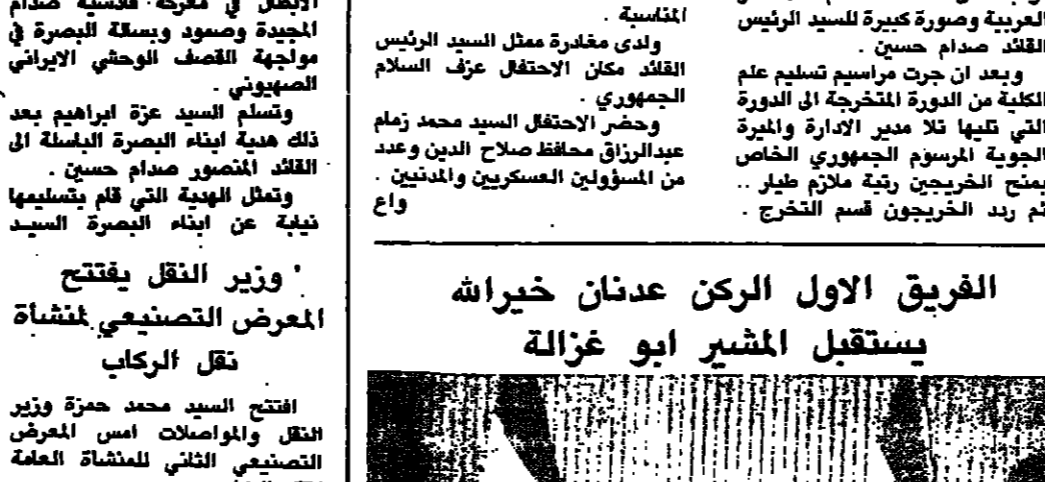 العربية وصورة كبيرة للسيد الرئيس
القائد صدام حسين .
وبعد ان جرت مراسيم تسليم علم
الكلية من الدورة المتخرجة الى الدورة
التي تليها تلا مدير الادارة والميرة
الجوية المرسوم الجمهوري الخاص
بمنح الخريجين رتبة ملازم طيار ..
ثم ردد الخريجون قسم التخرج .
المناسبة .
ولدى مغادرة ممثل السيد الرئيس
القائد مكان الاحتفال عزف السلام
الجمهوري .
وحضر الاحتفال السيد محمد زمام
عبدالرزاق محافظ صلاح الدين وعدد
من المسؤولين العسكريين والمدنيين .
واع
الفريق الاول الركن عدنان خيرالله
يستقبل المشير ابو غزالة
الابطال في معركة قادسية صدام
المجيدة وصمود وبسالة البصرة في
مواجهة القصف الوحشي الايراني
الصهيوني .
وتسلم السيد عزة ابراهيم بعد
ذلك هدية ابناء البصرة الباسلة الى
القائد المنصور صدام حسين .
وتمثل الهدية التي قام بتسليمها
نيابة عن ابناء البصرة السيد
وزير النقل يفتتح
المعرض التصنيعي لمنشأة
نقل الركاب
افتتح السيد محمد حمزة وزير
النقل والمواصلات امس المعرض
التصنيعي الثاني للمنشاة العامة